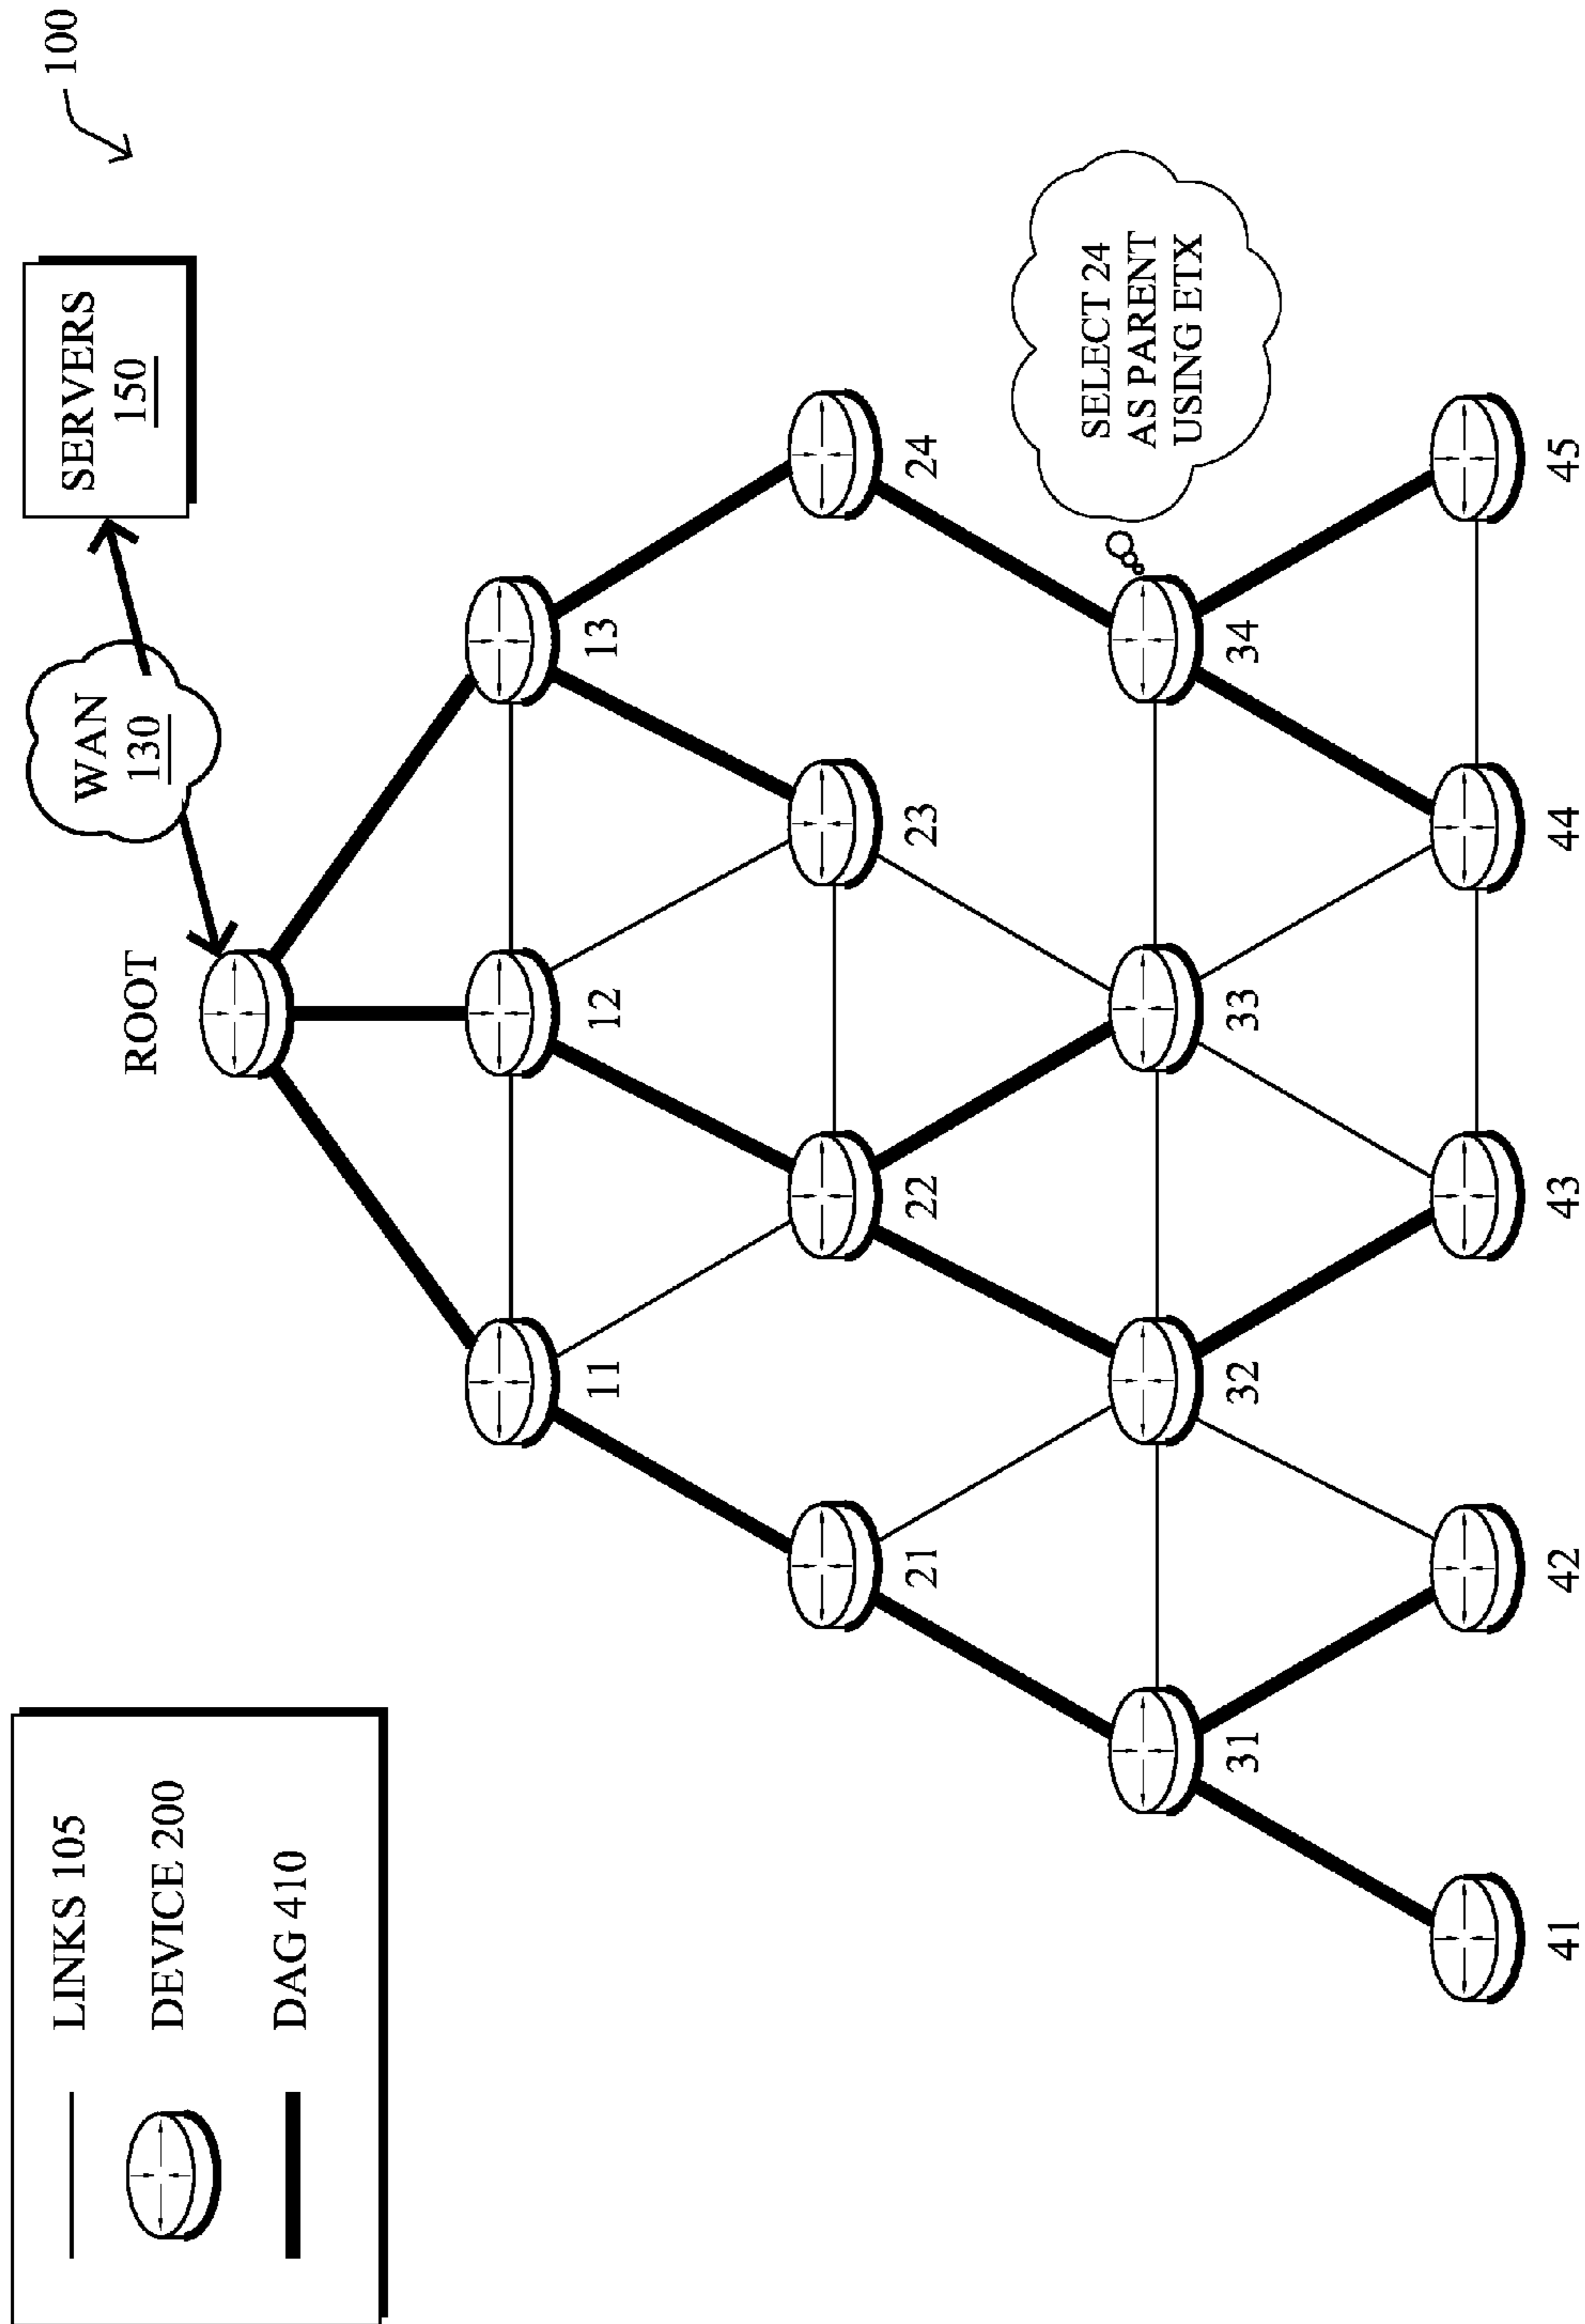 LINKS 105
DEVICE 200
DAG 410
WAN
130
SERVERS
150
100
ROOT
11
12
13
21
22
23
24
31
32
33
34
SELECT 24
AS PARENT
USING ETX
41
42
43
44
45